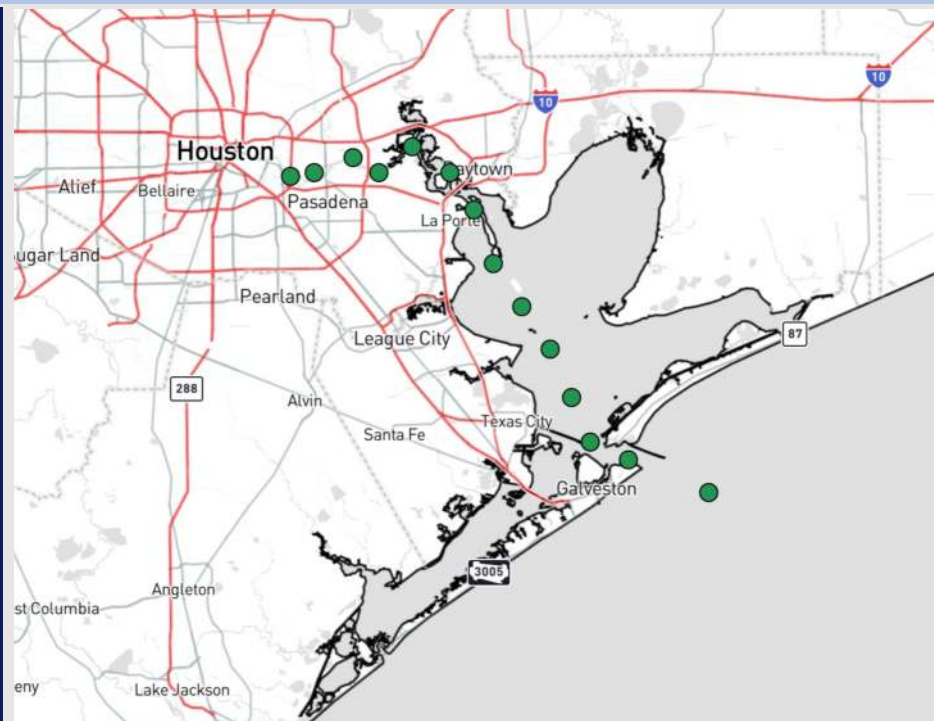 10
10
Houston
aytown
Alief
Bellaire
Pasadena
La Porte
ugar Land
Pearland
League City
87
288
Alvin
Texas City
Santa Fe
Galveston
3005
Angleton
st Columbia
eny
Lake Jackson